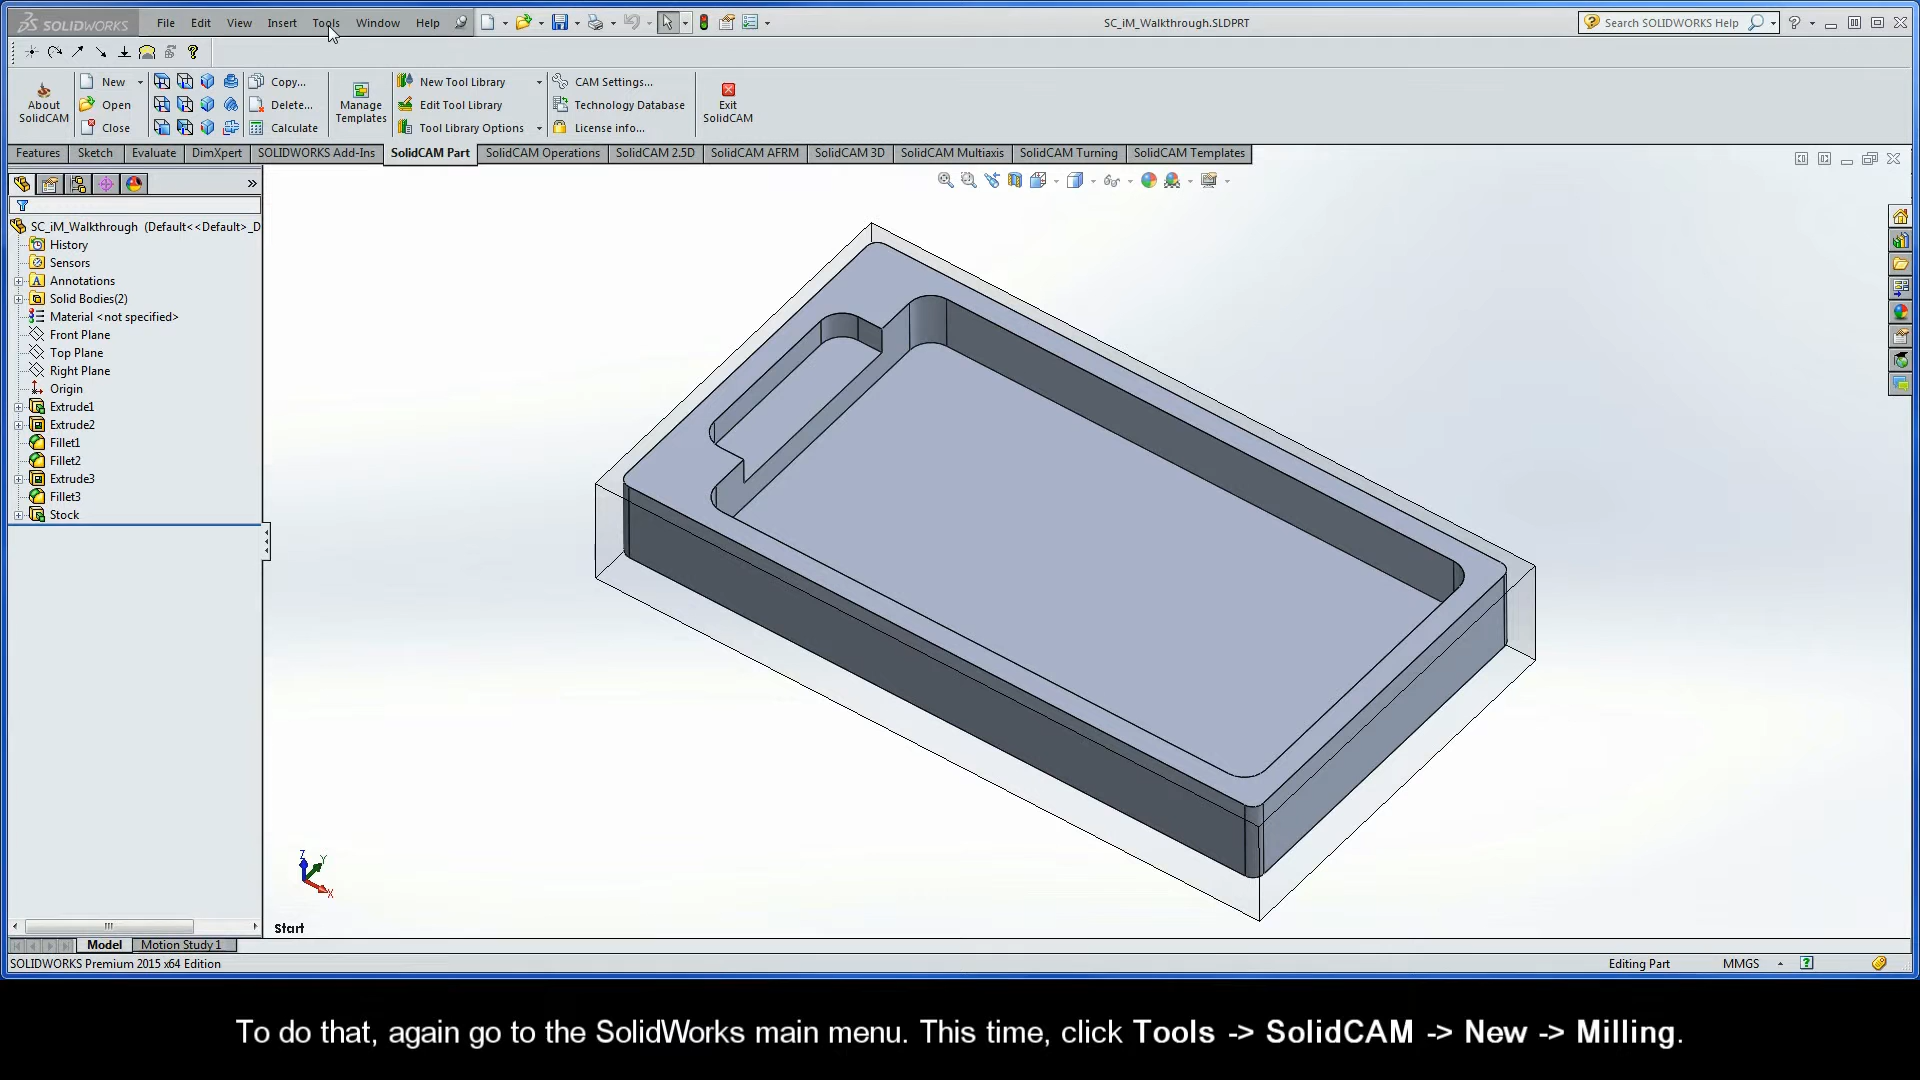 SOLIDWORKS File Edit View Insert Tools Window Help SC_iM_Walkthrough.SLDPRT Search SOLIDWORKS Help
About SolidCAM
New
Open
Close
Copy...
Delete...
Calculate
Manage Templates
New Tool Library
Edit Tool Library
Tool Library Options
CAM Settings...
Technology Database
License info...
Exit SolidCAM
Features Sketch Evaluate DimXpert SOLIDWORKS Add-Ins SolidCAM Part SolidCAM Operations SolidCAM 2.5D SolidCAM AFRM SolidCAM 3D SolidCAM Multiaxis SolidCAM Turning SolidCAM Templates
SC_iM_Walkthrough (Default<<Default>_D
History
Sensors
Annotations
Solid Bodies(2)
Material <not specified>
Front Plane
Top Plane
Right Plane
Origin
Extrude1
Extrude2
Fillet1
Fillet2
Extrude3
Fillet3
Stock
Z
Y
X
Start
Model Motion Study 1
SOLIDWORKS Premium 2015 x64 Edition Editing Part MMGS
To do that, again go to the SolidWorks main menu. This time, click Tools -> SolidCAM -> New -> Milling.